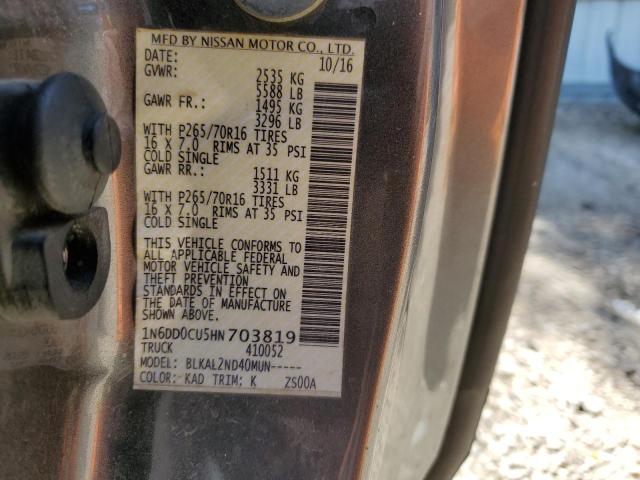 MFD BY NISSAN MOTOR CO., LTD.
DATE: 10/16
GVWR: 2535 KG
5588 LB
GAWR FR.: 1495 KG
3296 LB
WITH P265/70R16 TIRES
16 X 7.0 RIMS AT 35 PSI
COLD SINGLE
GAWR RR.: 1511 KG
3331 LB
WITH P265/70R16 TIRES
16 X 7.0 RIMS AT 35 PSI
COLD SINGLE
THIS VEHICLE CONFORMS TO
ALL APPLICABLE FEDERAL
MOTOR VEHICLE SAFETY AND
THEFT PREVENTION
STANDARDS IN EFFECT ON
THE DATE OF MANUFACTURE
SHOWN ABOVE.
1N6DD0CU5HN703819
TRUCK 410052
MODEL: BLKAL2ND40MUN-----
COLOR: KAD TRIM: K ZS00A